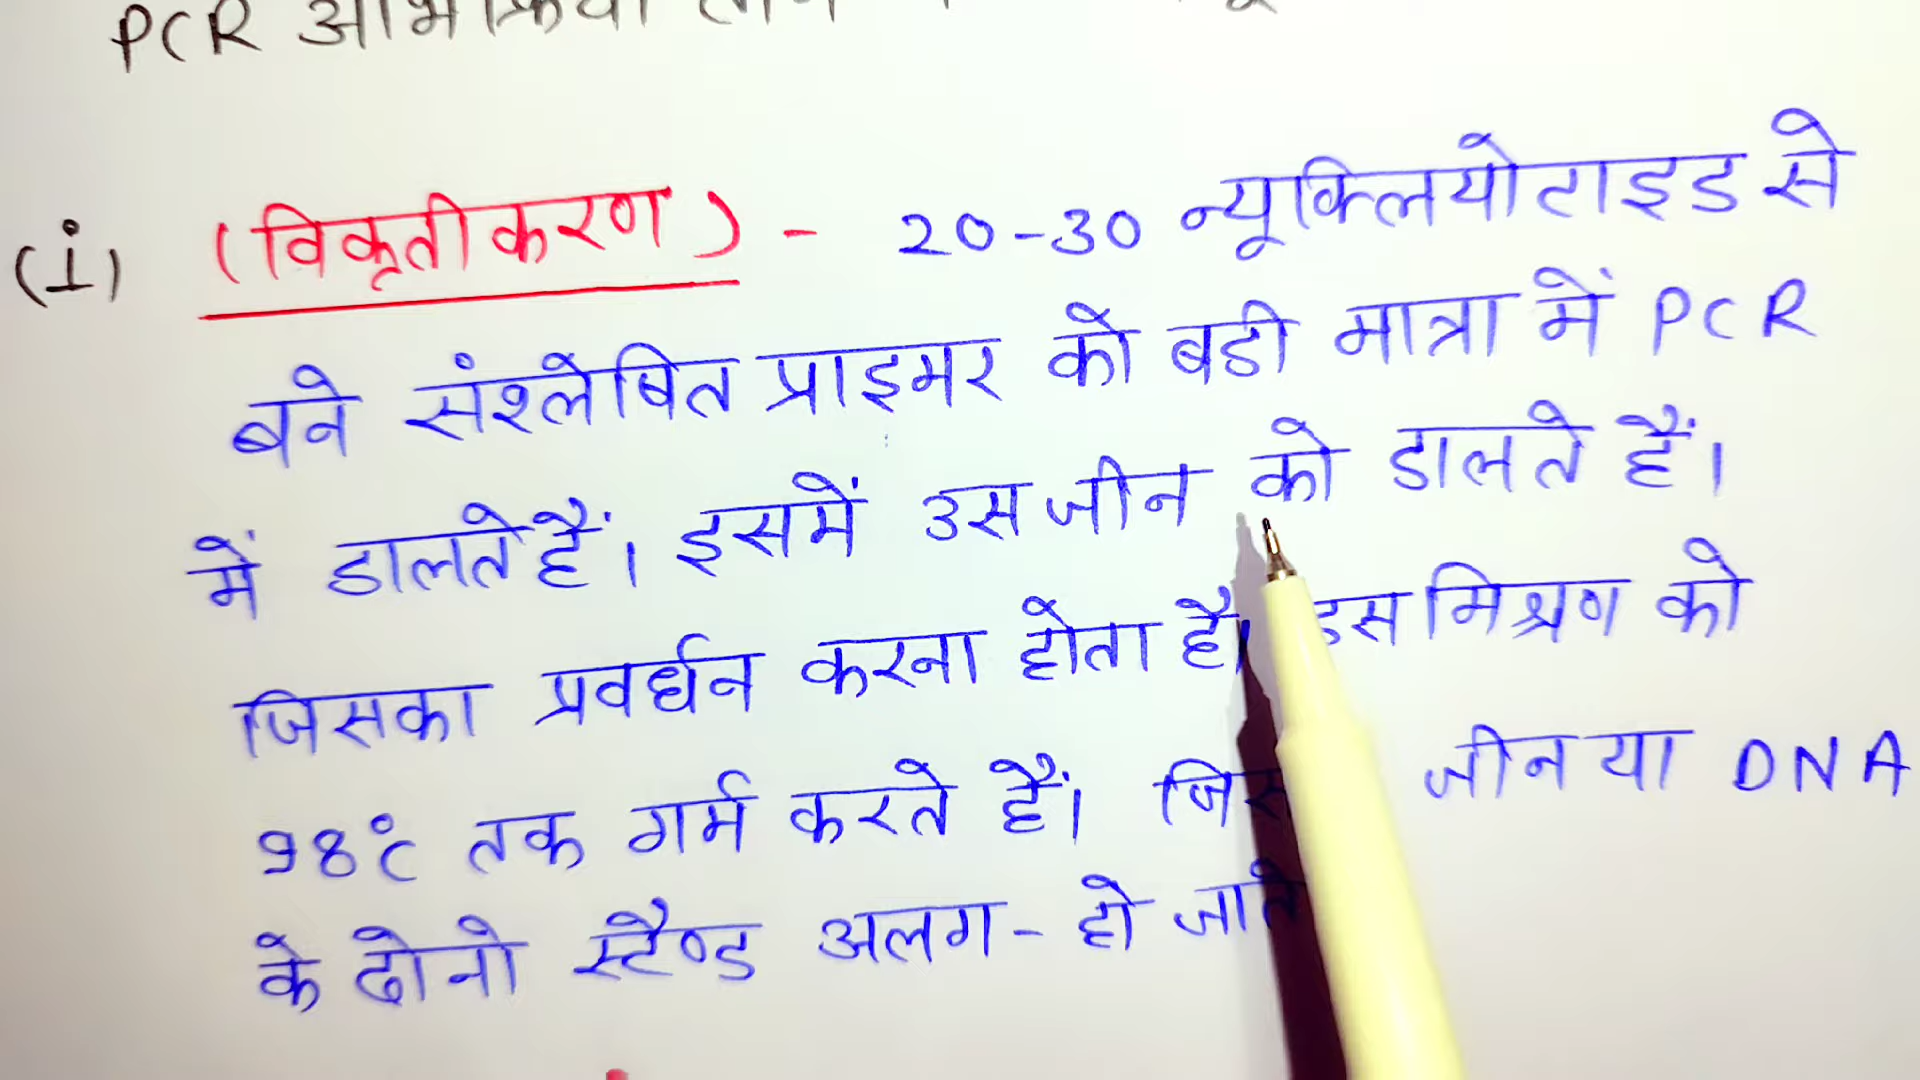 PCR अभिक्रिया
(i) (विकृतीकरण) - 20-30 न्यूक्लियोटाइड से
बने संश्लेषित प्राइमर को बडी मात्रा में PCR
में डालते हैं। इसमें उस जीन को डालते हैं।
जिसका प्रवर्धन करना होता है। इस मिश्रण को
98°c तक गर्म करते हैं। जीन या DNA
के दोनो स्टैण्ड अलग - हो जाते